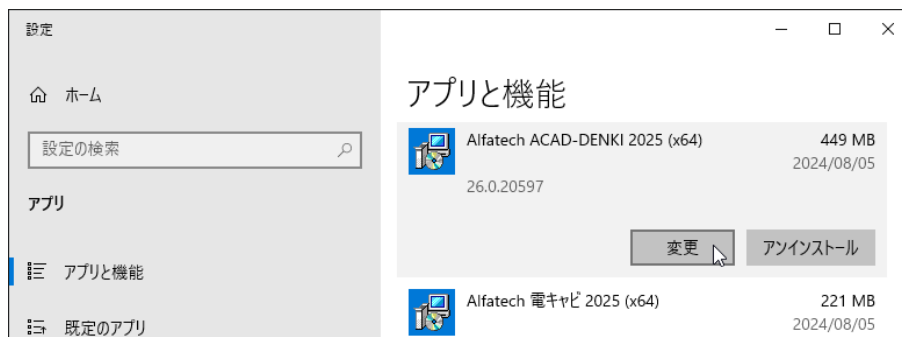 設定
ホーム
設定の検索
アプリ
アプリと機能
既定のアプリ
アプリと機能
Alfatech ACAD-DENKI 2025 (x64)
449 MB
2024/08/05
26.0.20597
変更
アンインストール
Alfatech 電キャビ 2025 (x64)
221 MB
2024/08/05